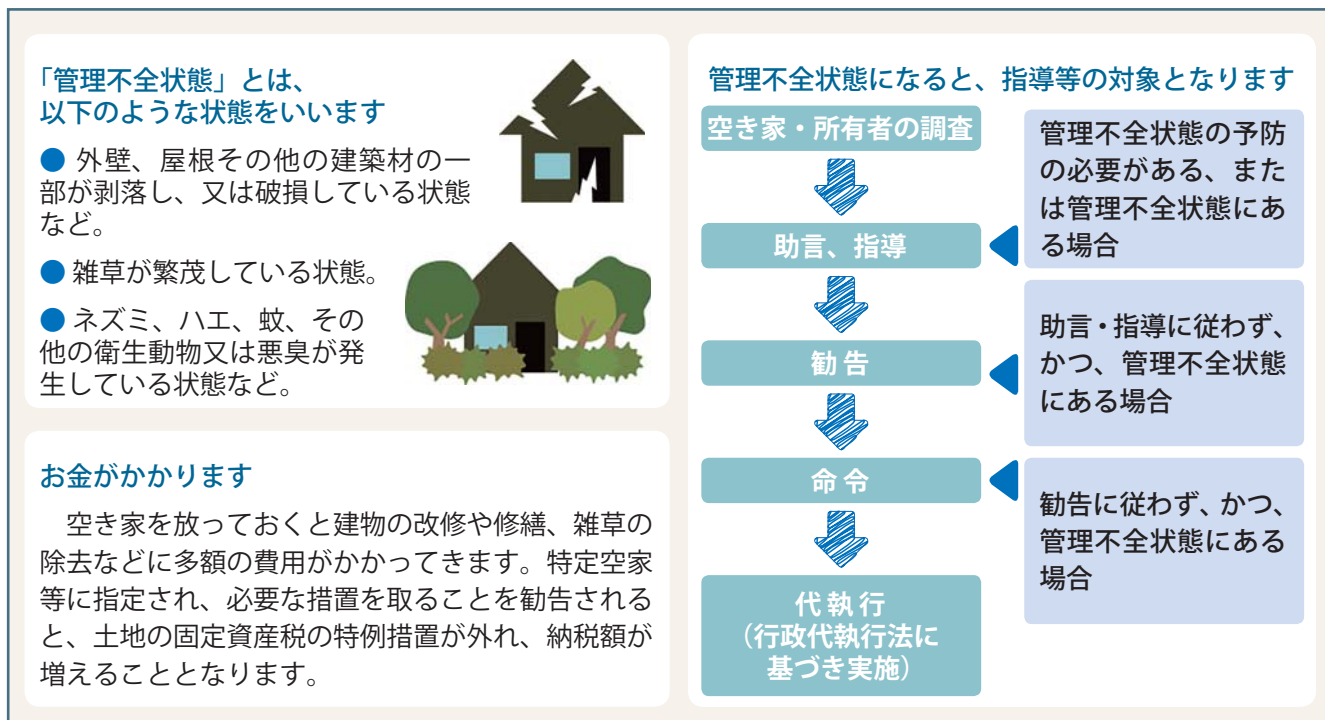 「管理不全状態」とは、
以下のような状態をいいます
● 外壁、屋根その他の建築材の一
部が剥落し、又は破損している状態
など。
● 雑草が繁茂している状態。
● ネズミ、ハエ、蚊、その
他の衛生動物又は悪臭が発
生している状態など。
お金がかかります
　空き家を放っておくと建物の改修や修繕、雑草の
除去などに多額の費用がかかってきます。特定空家
等に指定され、必要な措置を取ることを勧告される
と、土地の固定資産税の特例措置が外れ、納税額が
増えることとなります。
管理不全状態になると、指導等の対象となります
空き家・所有者の調査
管理不全状態の予防
の必要がある、また
は管理不全状態にあ
る場合
助言、指導
助言・指導に従わず、
かつ、管理不全状態
にある場合
勧 告
勧告に従わず、かつ、
管理不全状態にある
場合
命 令
代 執 行
（行政代執行法に
基づき実施）